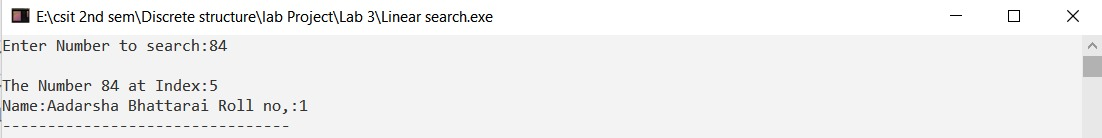 E:\csit 2nd sem\Discrete structure\lab Project\Lab 3\Linear search.exe
Enter Number to search:84
The Number 84 at Index:5
Name:Aadarsha Bhattarai Roll no,:1
--------------------------------